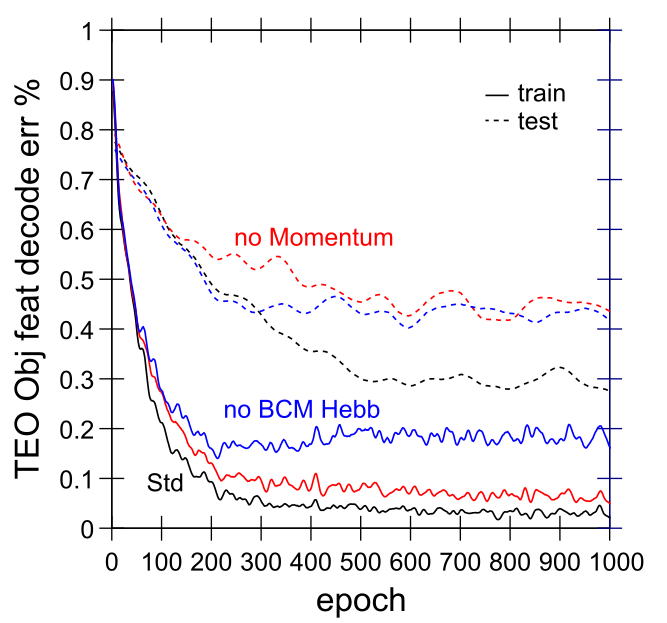 TEO Obj feat decode err %
1
0.9
0.8
0.7
0.6
0.5
0.4
0.3
0.2
0.1
0
train
test
no Momentum
no BCM Hebb
Std
0 100 200 300 400 500 600 700 800 900 1000
epoch